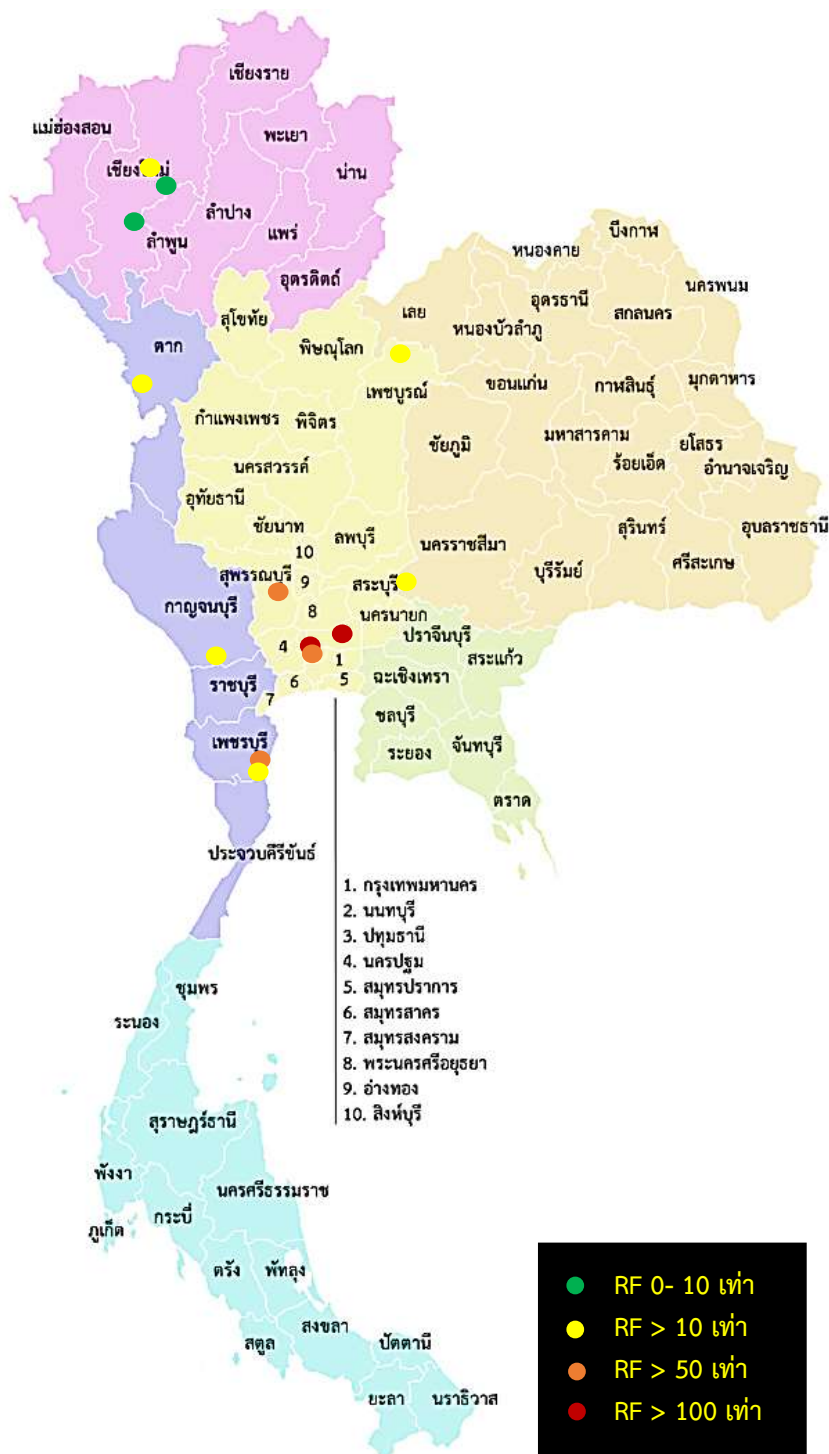 เชียงราย
แม่ฮ่องสอน
พะเยา
เชียงใหม่
น่าน
ลำปาง
ลำพูน
แพร่
อุตรดิตถ์
บึงกาฬ
หนองคาย
นครพนม
อุดรธานี
เลย
สกลนคร
สุโขทัย
หนองบัวลำภู
ตาก
พิษณุโลก
เพชบูรณ์
ขอนแก่น
กาฬสินธุ์
มุกดาหาร
กำแพงเพชร
พิจิตร
ชัยภูมิ
มหาสารคาม
ยโสธร
ร้อยเอ็ด
อำนาจเจริญ
นครสวรรค์
อุทัยธานี
ชัยนาท
ลพบุรี
นครราชสีมา
สุรินทร์
อุบลราชธานี
10
สุพรรณบุรี
9
สระบุรี
บุรีรัมย์
ศรีสะเกษ
กาญจนบุรี
8
นครนายก
ปราจีนบุรี
4
1
สระแก้ว
ราชบุรี
6
5
ฉะเชิงเทรา
7
ชลบุรี
เพชรบุรี
ระยอง
จันทบุรี
ตราด
ประจวบคีรีขันธ์
1. กรุงเทพมหานคร
2. นนทบุรี
3. ปทุมธานี
4. นครปฐม
5. สมุทรปราการ
6. สมุทรสาคร
7. สมุทรสงคราม
8. พระนครศรีอยุธยา
9. อ่างทอง
10. สิงห์บุรี
ชุมพร
ระนอง
สุราษฎร์ธานี
พังงา
นครศรีธรรมราช
กระบี่
ภูเก็ต
ตรัง
พัทลุง
สงขลา
สตูล
ปัตตานี
ยะลา
นราธิวาส
RF 0- 10 เท่า
RF > 10 เท่า
RF > 50 เท่า
RF > 100 เท่า